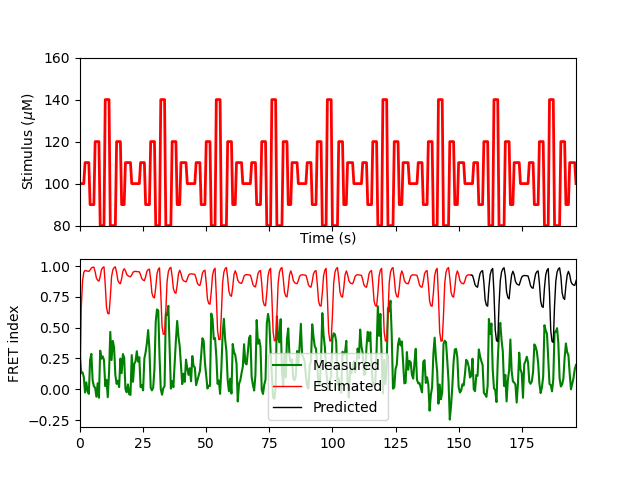 160
140
120
100
80
Stimulus (μM)
Time (s)
1.00
0.75
0.50
0.25
0.00
−0.25
FRET index
Measured
Estimated
Predicted
0 25 50 75 100 125 150 175